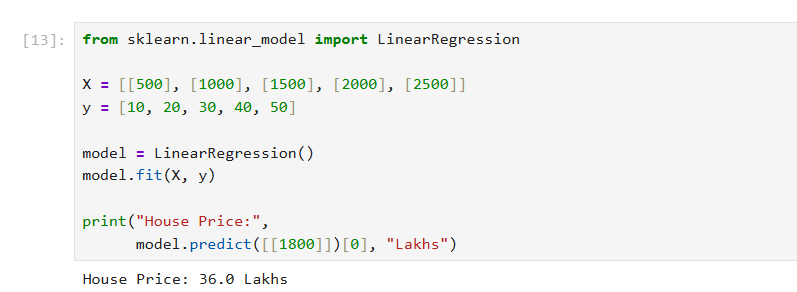 [13]: from sklearn.linear_model import LinearRegression
X = [[500], [1000], [1500], [2000], [2500]]
y = [10, 20, 30, 40, 50]
model = LinearRegression()
model.fit(X, y)
print("House Price:",
model.predict([[1800]])[0], "Lakhs")
House Price: 36.0 Lakhs